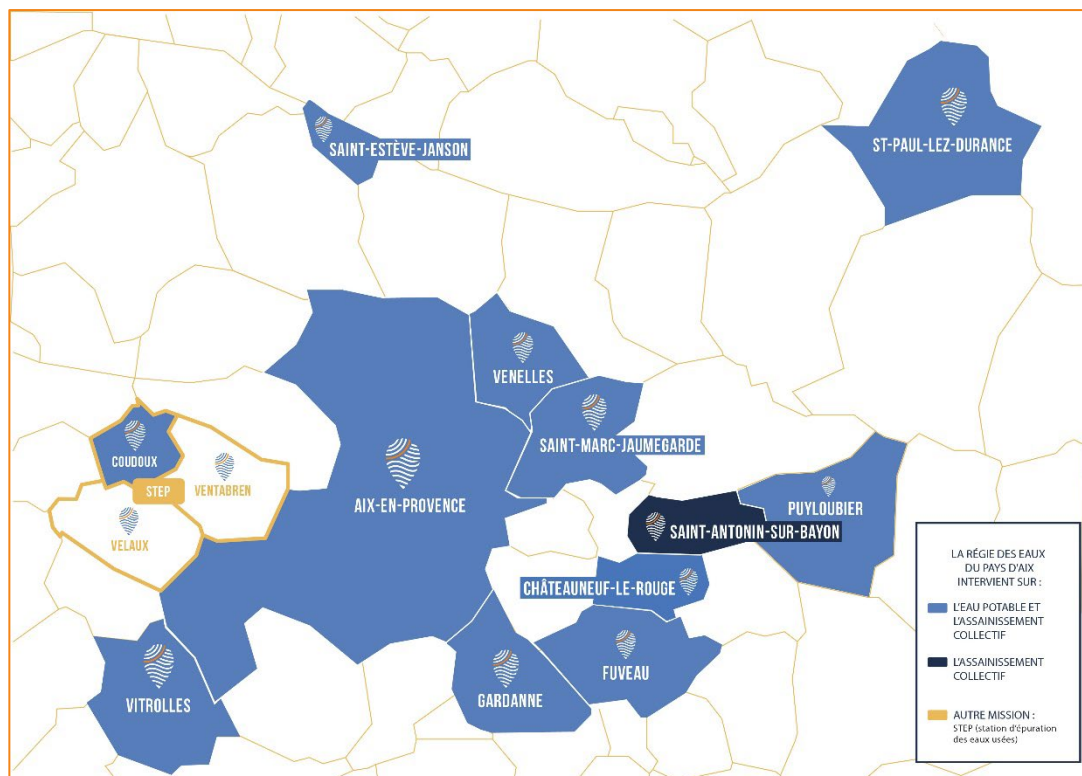 SAINT-ESTÈVE-JANSON
ST-PAUL-LEZ-DURANCE
VENELLES
SAINT-MARC-JAUMEGARDE
COUDOUX
STEP
VENTABREN
AIX-EN-PROVENCE
VELAUX
PUYLOUBIER
SAINT-ANTONIN-SUR-BAYON
CHÂTEAUNEUF-LE-ROUGE
FUVEAU
GARDANNE
VITROLLES
LA RÉGIE DES EAUX
DU PAYS D'AIX
INTERVIENT SUR :
L'EAU POTABLE ET
L'ASSAINISSEMENT
COLLECTIF
L'ASSAINISSEMENT
COLLECTIF
AUTRE MISSION :
STEP (station d'épuration
des eaux usées)